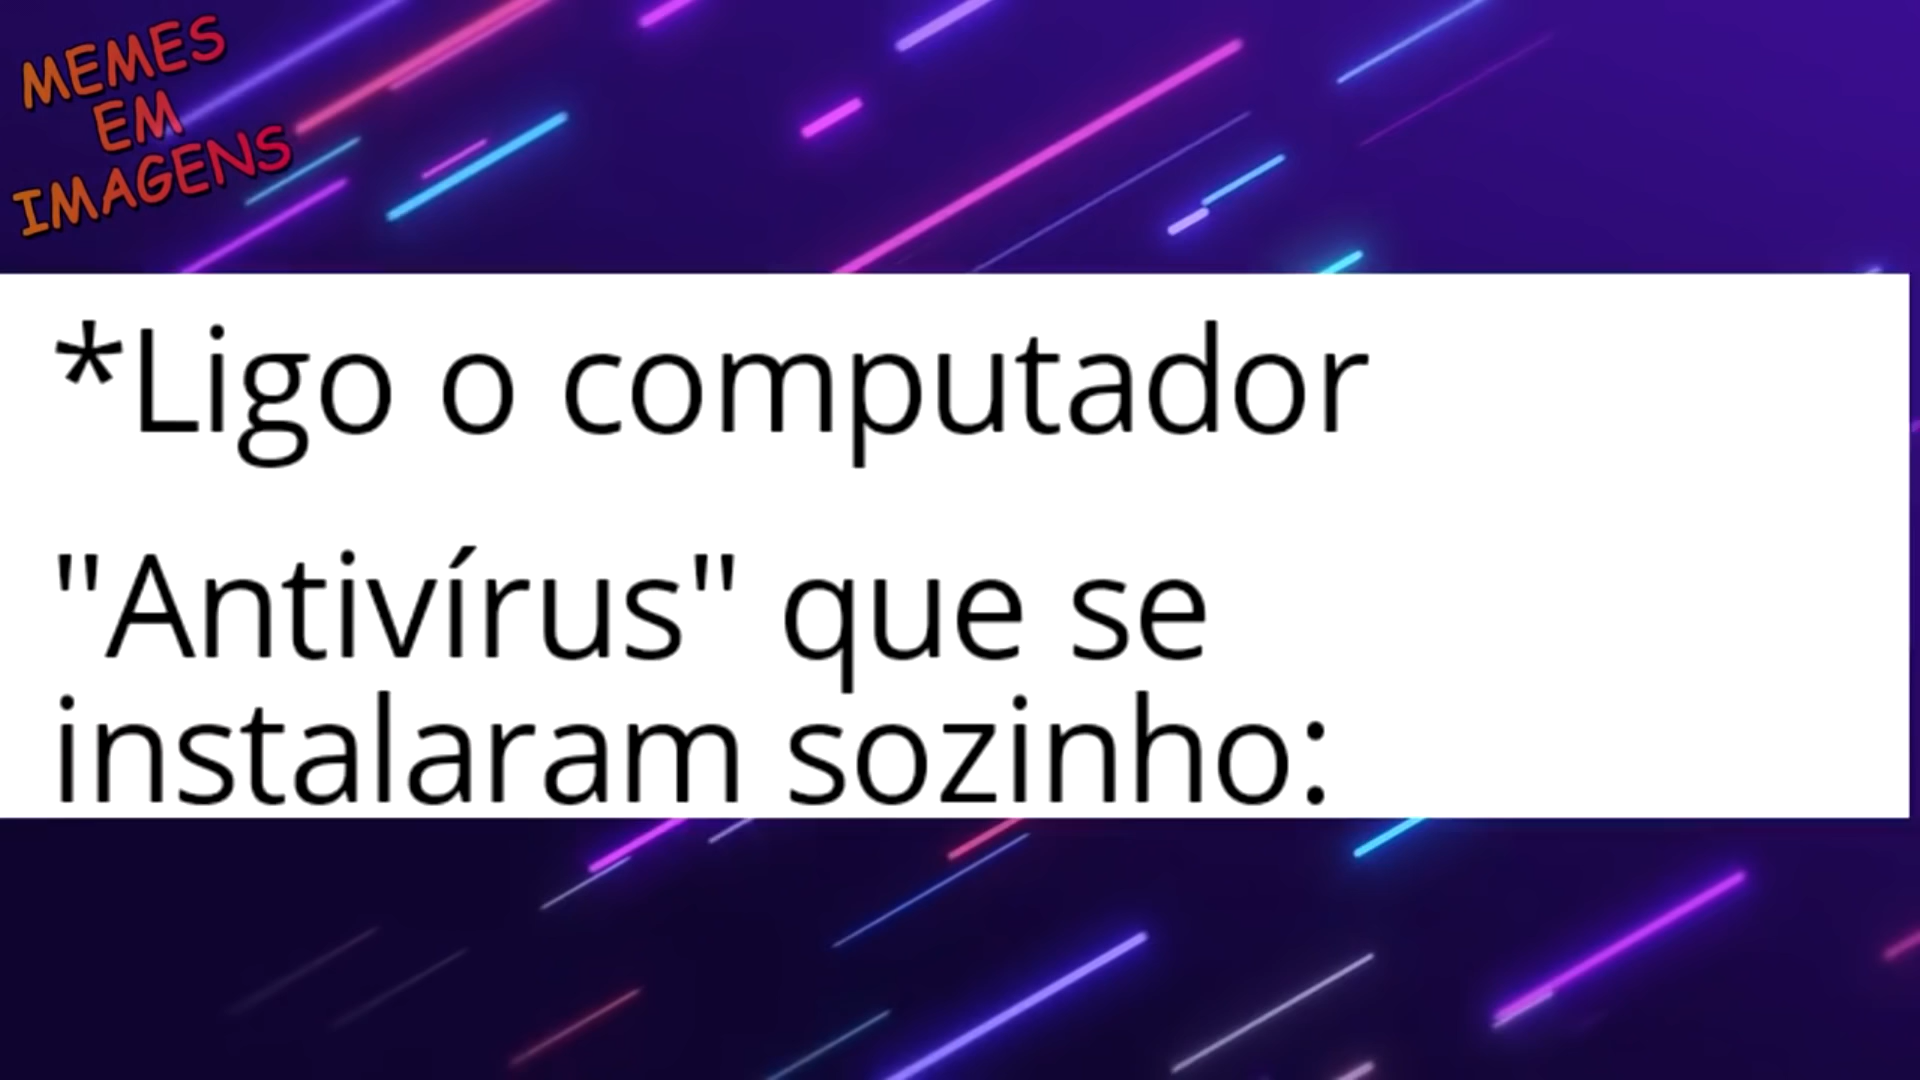 MEMES
EM
IMAGENS
*Ligo o computador
"Antivírus" que se
instalaram sozinho: